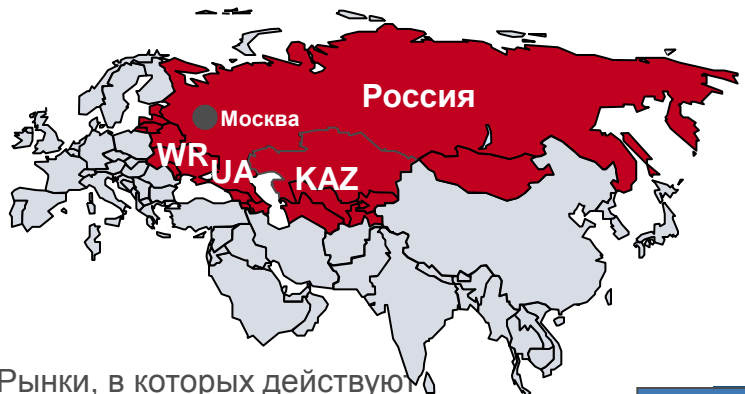 Россия
Москва
WR
UA
KAZ
Рынки, в которых действуют